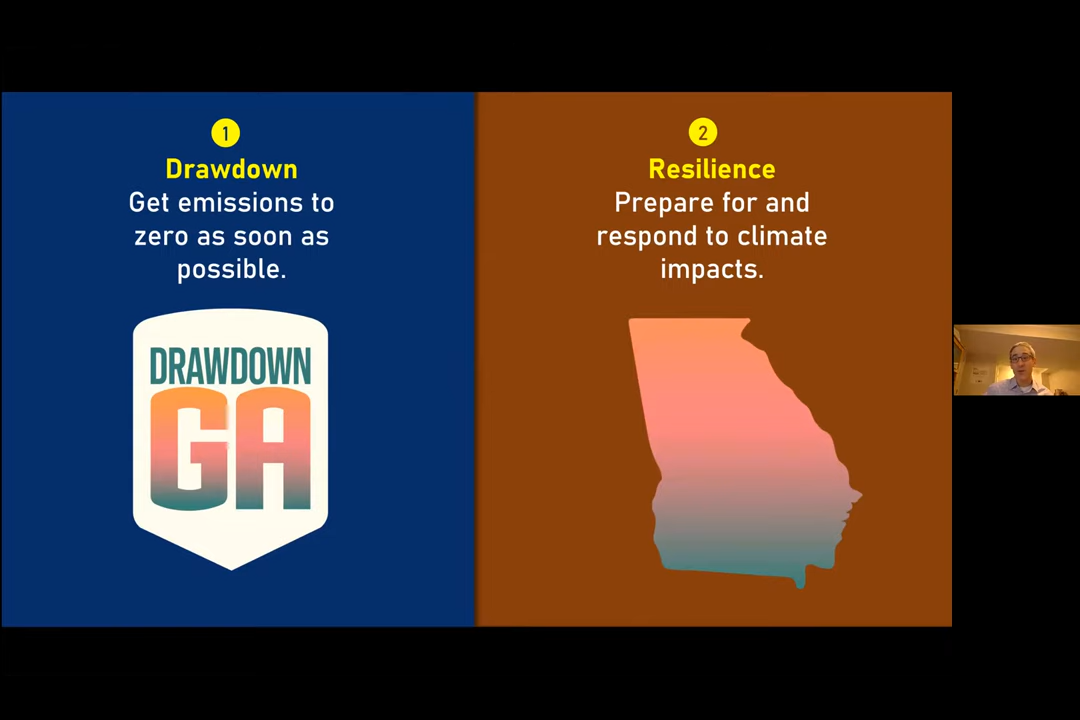 1
Drawdown
Get emissions to
zero as soon as
possible.
DRAWDOWN
GA
2
Resilience
Prepare for and
respond to climate
impacts.